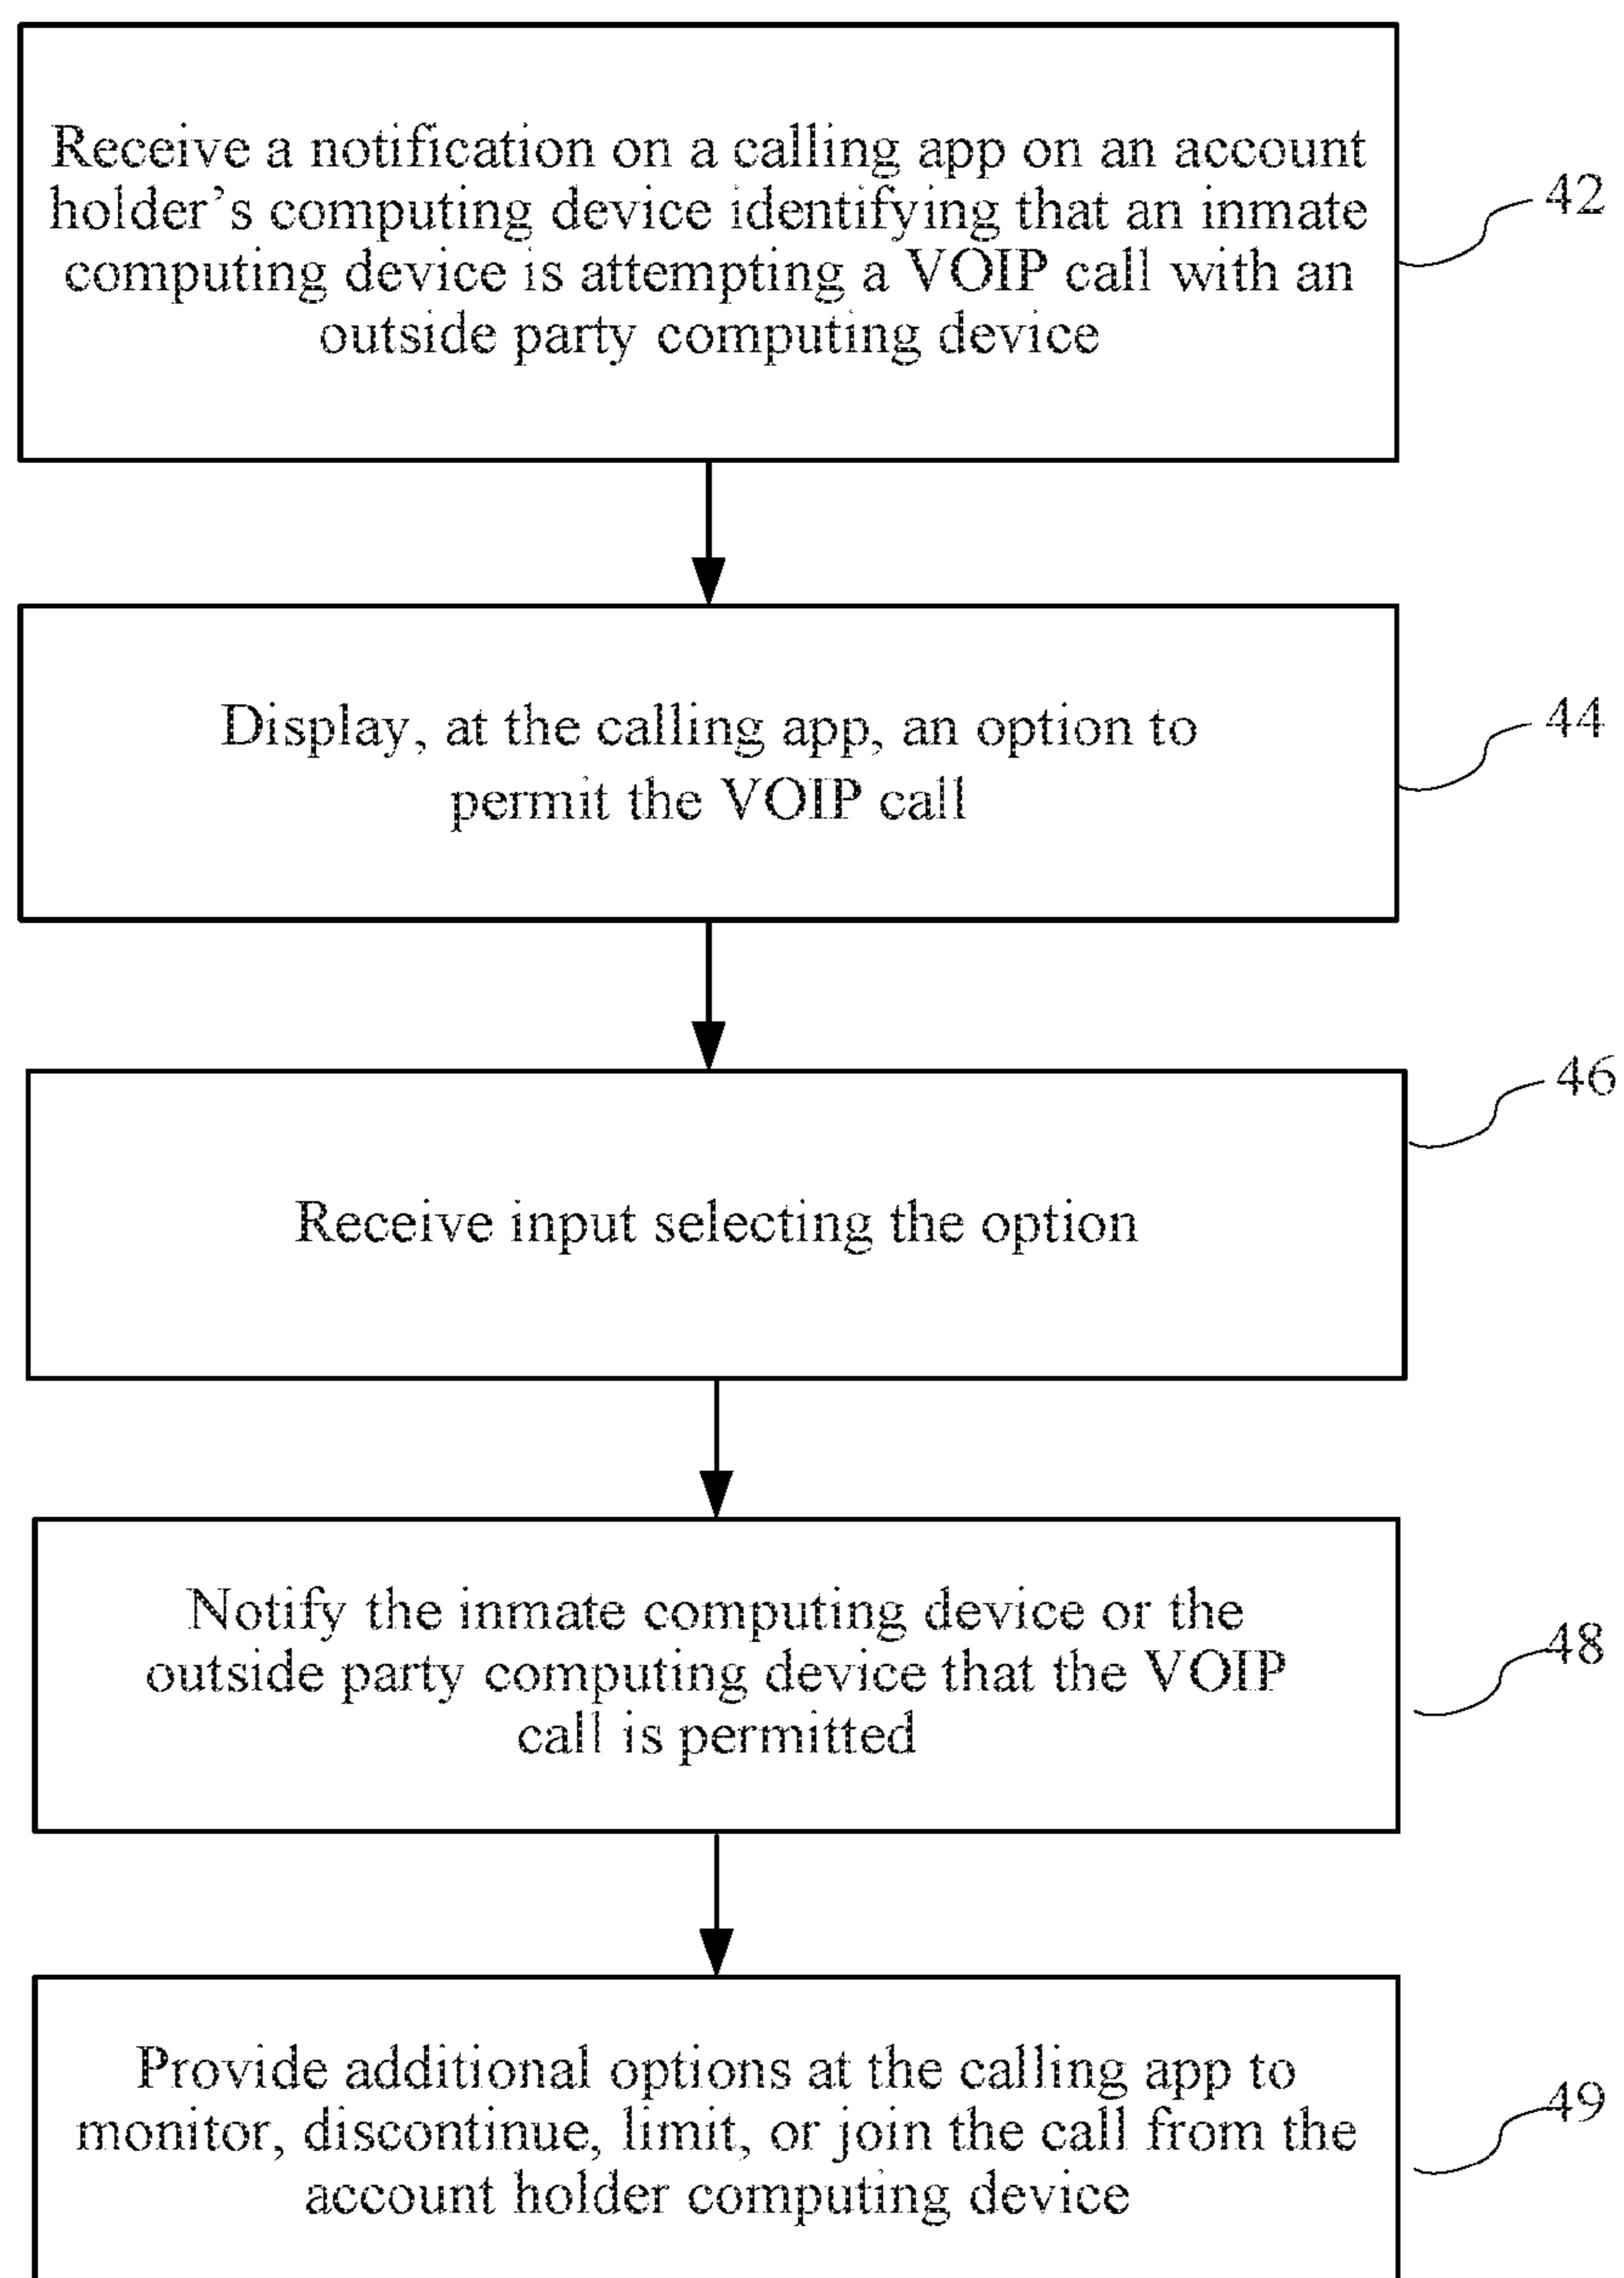 Receive a notification on a calling app on an account
holder’s computing device identifying that an inmate
computing device is attempting a VOIP call with an
outside party computing device
42
Display, at the calling app, an option to
permit the VOIP call
44
46
Receive input selecting the option
Notify the inmate computing device or the
outside party computing device that the VOIP
call is permitted
48
Provide additional options at the calling app to
monitor, discontinue, limit, or join the call from the
account holder computing device
49